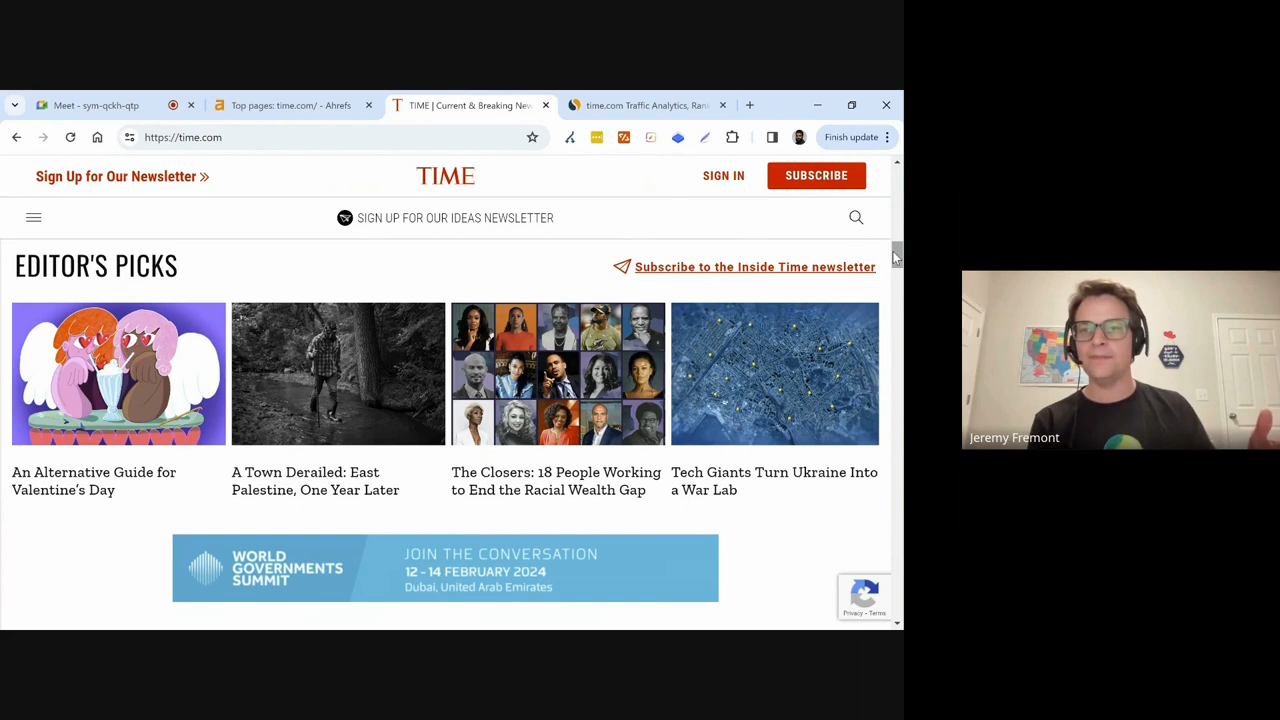 Meet - sym-qckh-qtp
Top pages: time.com/ - Ahrefs
TIME | Current & Breaking New
time.com Traffic Analytics, Ran
https://time.com
Finish update
Sign Up for Our Newsletter
TIME
SIGN IN
SUBSCRIBE
SIGN UP FOR OUR IDEAS NEWSLETTER
EDITOR'S PICKS
Subscribe to the Inside Time newsletter
An Alternative Guide for
Valentine's Day
A Town Derailed: East
Palestine, One Year Later
The Closers: 18 People Working
to End the Racial Wealth Gap
Tech Giants Turn Ukraine Into
a War Lab
WORLD
GOVERNMENTS
SUMMIT
JOIN THE CONVERSATION
12 - 14 FEBRUARY 2024
Dubai, United Arab Emirates
Privacy - Terms
Jeremy Fremont